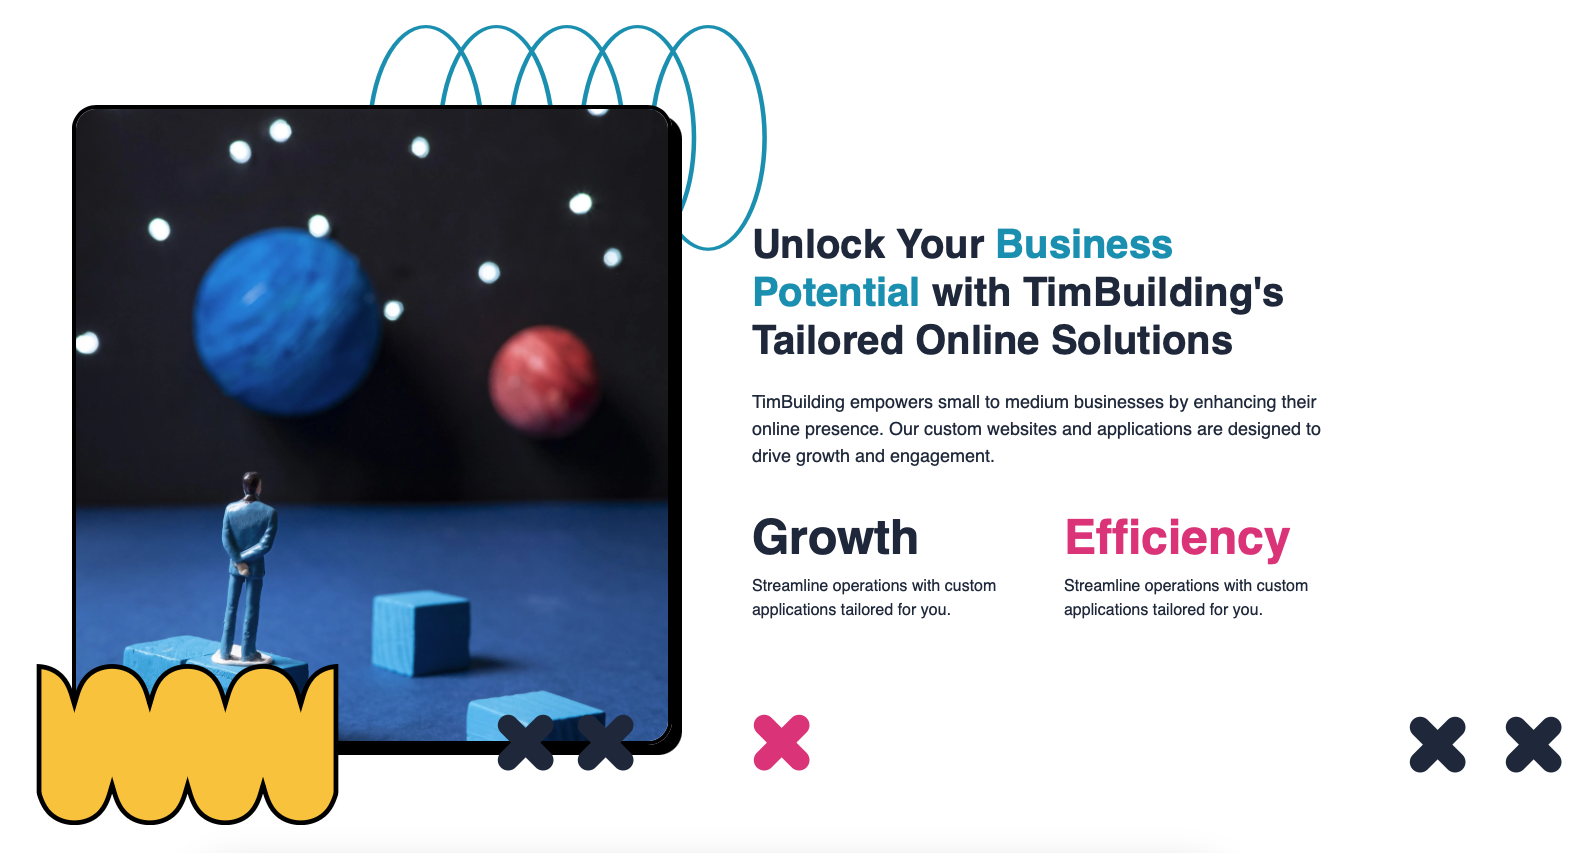 Unlock Your Business
Potential with TimBuilding's
Tailored Online Solutions
TimBuilding empowers small to medium businesses by enhancing their
online presence. Our custom websites and applications are designed to
drive growth and engagement.
Growth
Streamline operations with custom
applications tailored for you.
Efficiency
Streamline operations with custom
applications tailored for you.